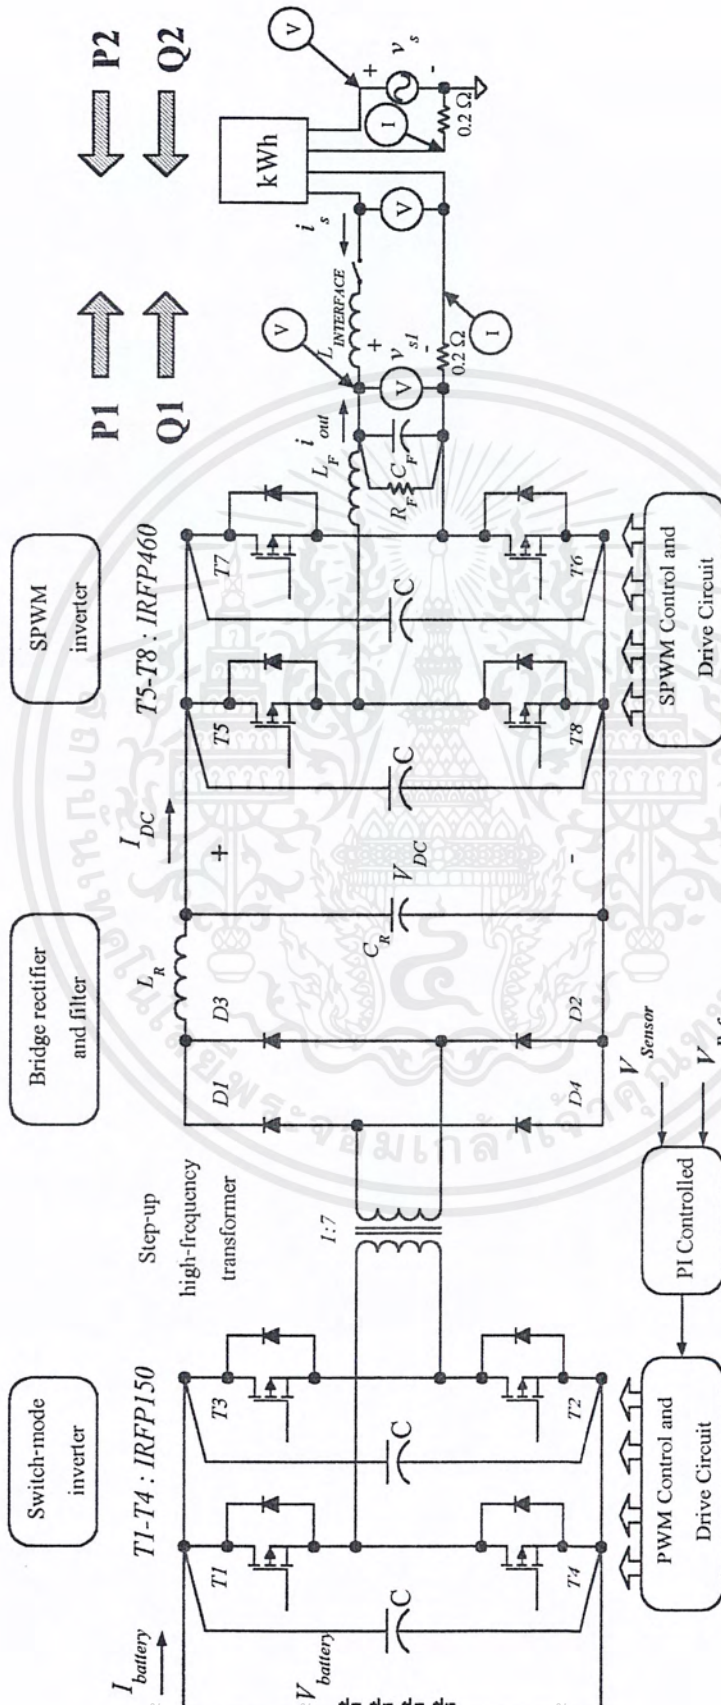 Switch-mode
inverter
Bridge rectifier
and filter
SPWM
inverter
P1
P2
Q1
Q2
T1-T4 : IRFP150
Step-up
high-frequency
transformer
T5-T8 : IRFP460
I battery
T1
T3
C
C
V battery
T4
T2
1:7
D1
D3
D4
D2
L R
C R
V DC
I DC
+
-
T5
T7
C
C
T8
T6
L F
i out
R F
C F
V
V
+
v s1
-
L INTERFACE
0.2 Ω
I
i s
V
kWh
V
+
v s
-
I
0.2 Ω
PWM Control and
Drive Circuit
PI Controlled
V Sensor
SPWM Control and
Drive Circuit